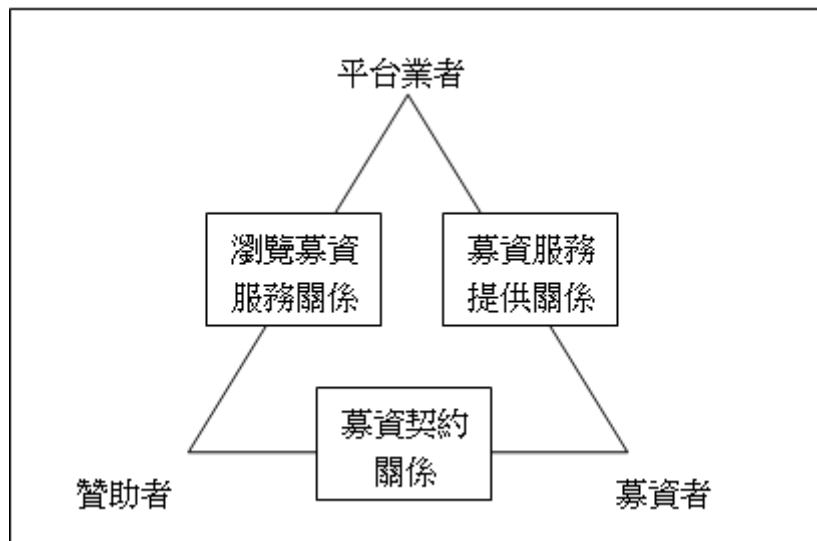 平台業者
瀏覽募資
服務關係
募資服務
提供關係
募資契約
關係
贊助者
募資者